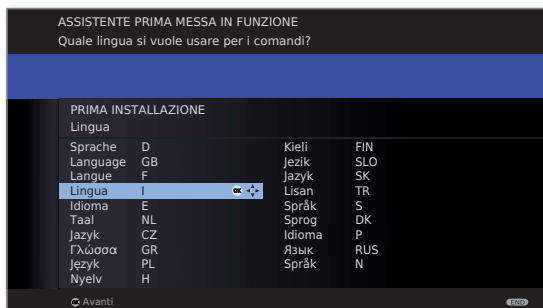 ASSISTENTE PRIMA MESSA IN FUNZIONE
Quale lingua si vuole usare per i comandi?
PRIMA INSTALLAZIONE
Lingua
Sprache D
Language GB
Langue F
Lingua I OK
Idioma E
Taal NL
Jazyk CZ
Γλώσσα GR
Język PL
Nyelv H
Kieli FIN
Jezik SLO
Jazyk SK
Lisan TR
Språk S
Sprog DK
Idioma P
Язык RUS
Språk N
OK Avanti
END